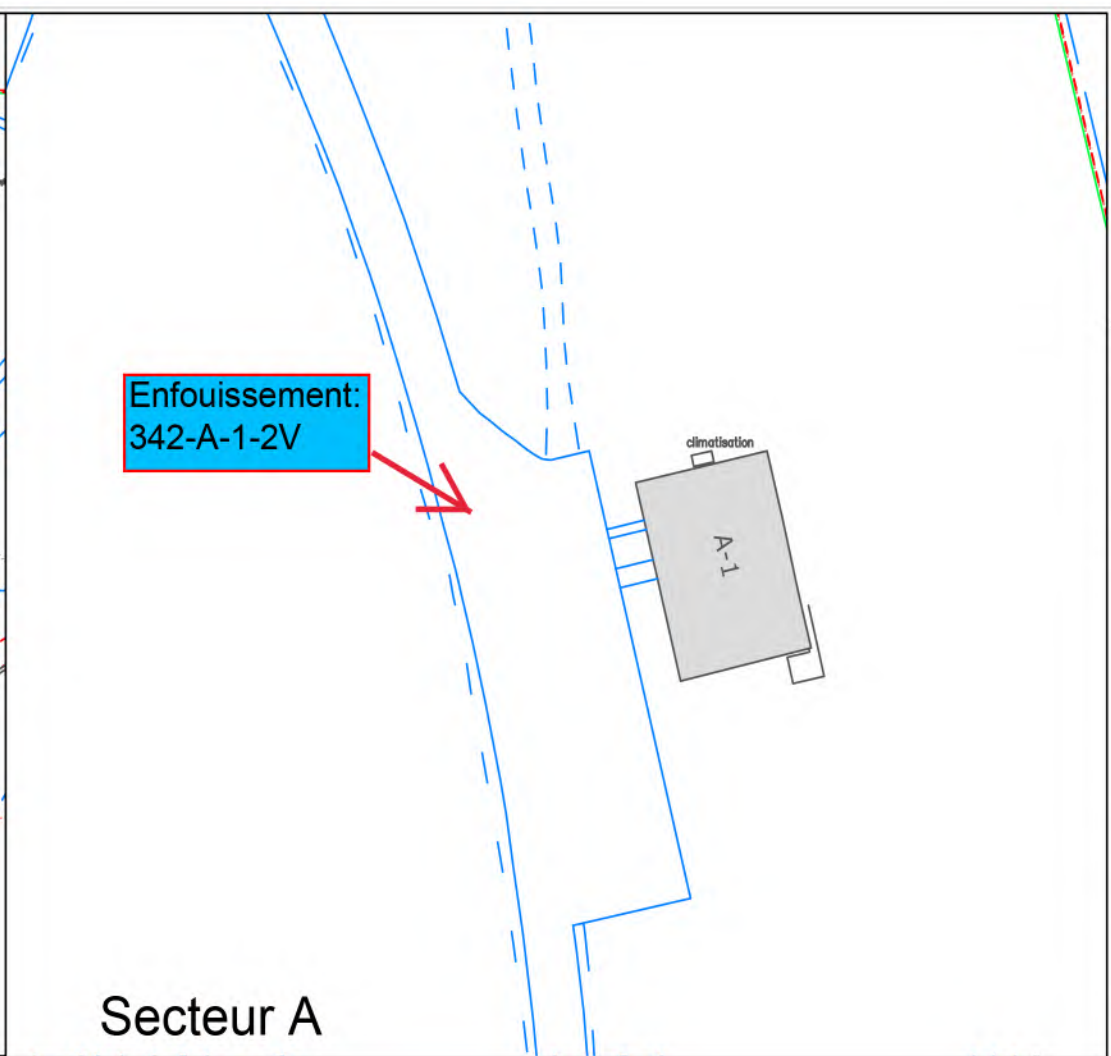 Enfouissement:
342-A-1-2V
climatisation
A-1
Secteur A